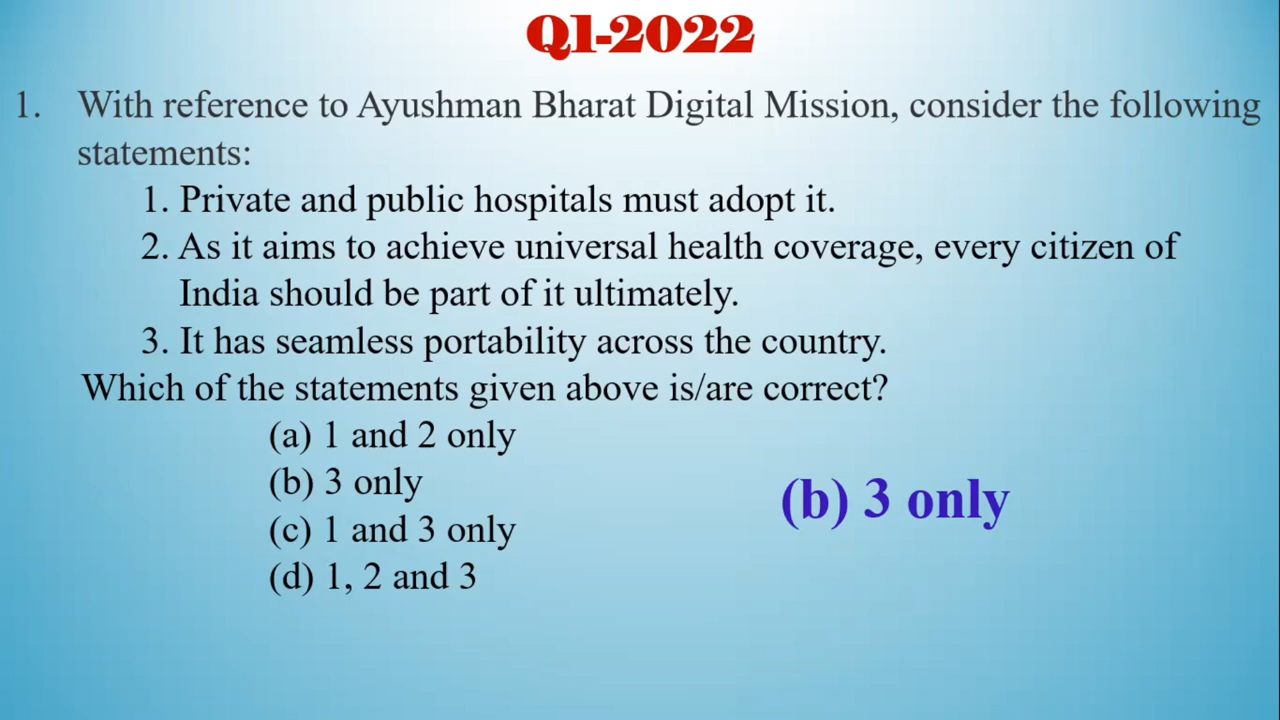 Q1-2022
1. With reference to Ayushman Bharat Digital Mission, consider the following
statements:
1. Private and public hospitals must adopt it.
2. As it aims to achieve universal health coverage, every citizen of
India should be part of it ultimately.
3. It has seamless portability across the country.
Which of the statements given above is/are correct?
(a) 1 and 2 only
(b) 3 only
(c) 1 and 3 only
(d) 1, 2 and 3
(b) 3 only